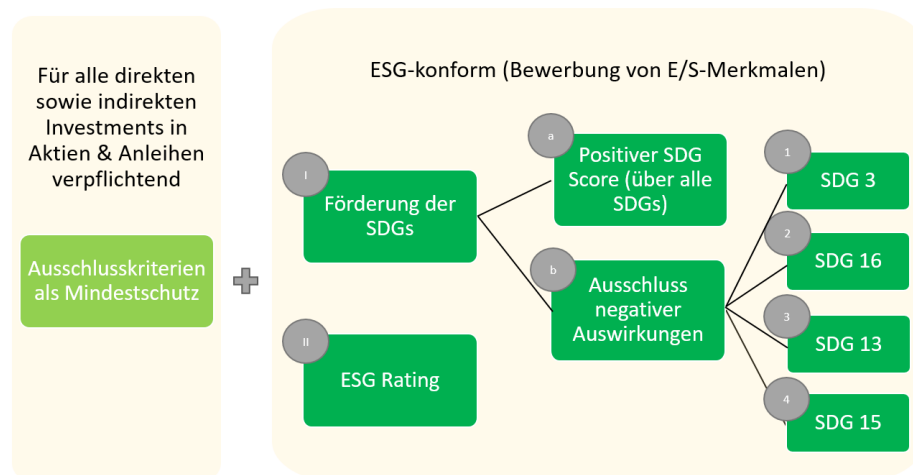 Für alle direkten
sowie indirekten
Investments in
Aktien & Anleihen
verpflichtend
Ausschlusskriterien
als Mindestschutz
ESG-konform (Bewerbung von E/S-Merkmalen)
I
Förderung der
SDGs
II
ESG Rating
a
Positiver SDG
Score (über alle
SDGs)
b
Ausschluss
negativer
Auswirkungen
1
SDG 3
2
SDG 16
3
SDG 13
4
SDG 15